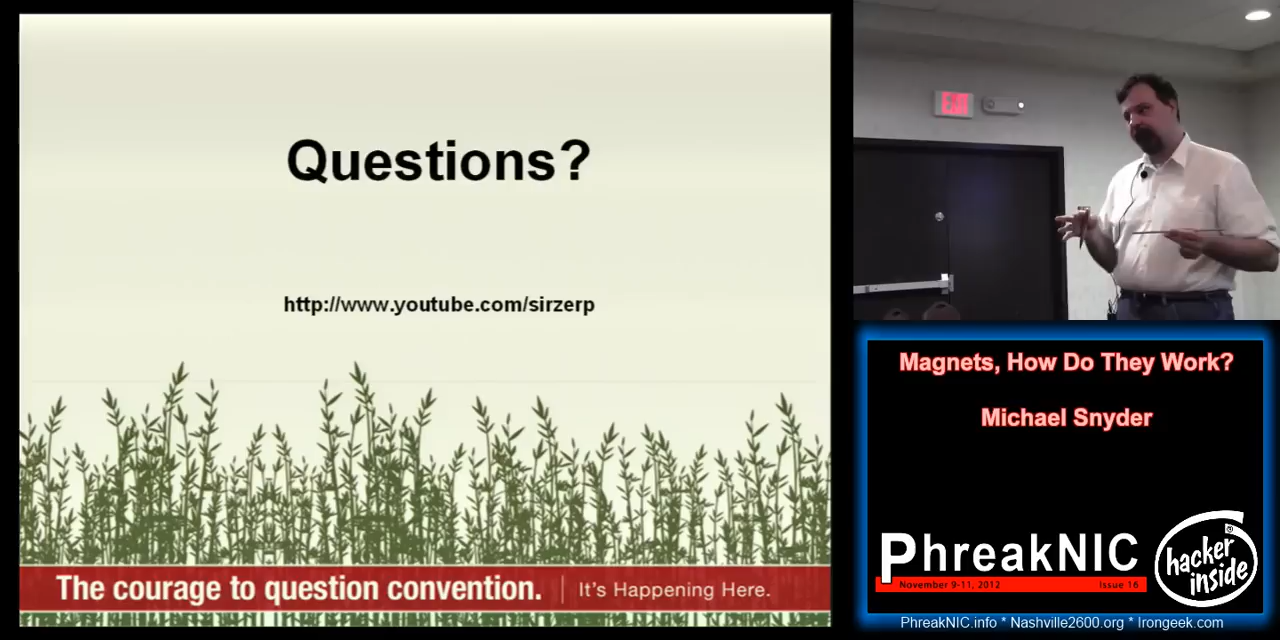 Questions?
http://www.youtube.com/sirzerp
The courage to question convention. | It's Happening Here.
EXIT
Magnets, How Do They Work?
Michael Snyder
PhreakNIC
November 9-11, 2012 Issue 16
hacker
inside
PhreakNIC.info * Nashville2600.org * Irongeek.com